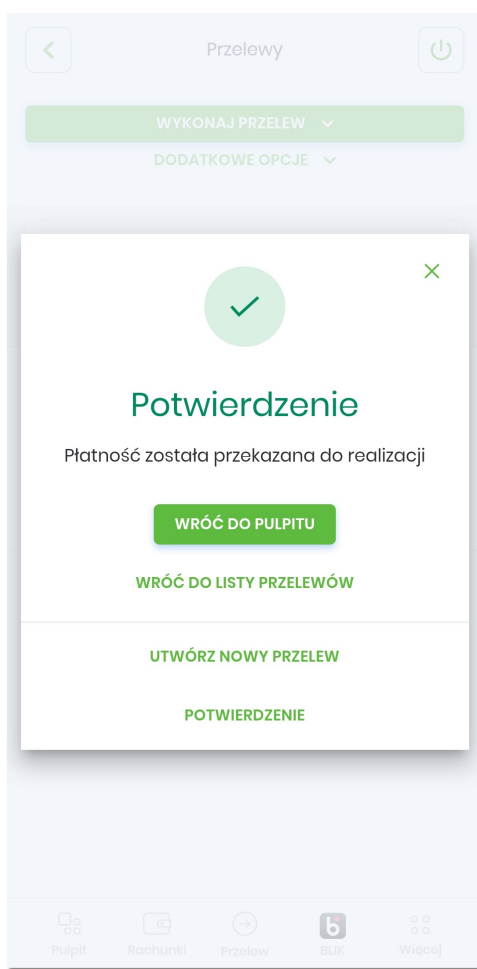 Przelewy
WYKONAJ PRZELEW
DODATKOWE OPCJE
Potwierdzenie
Płatność została przekazana do realizacji
WRÓĆ DO PULPITU
WRÓĆ DO LISTY PRZELEWÓW
UTWÓRZ NOWY PRZELEW
POTWIERDZENIE
Pulpit Rachunki Przelew BLIK Więcej